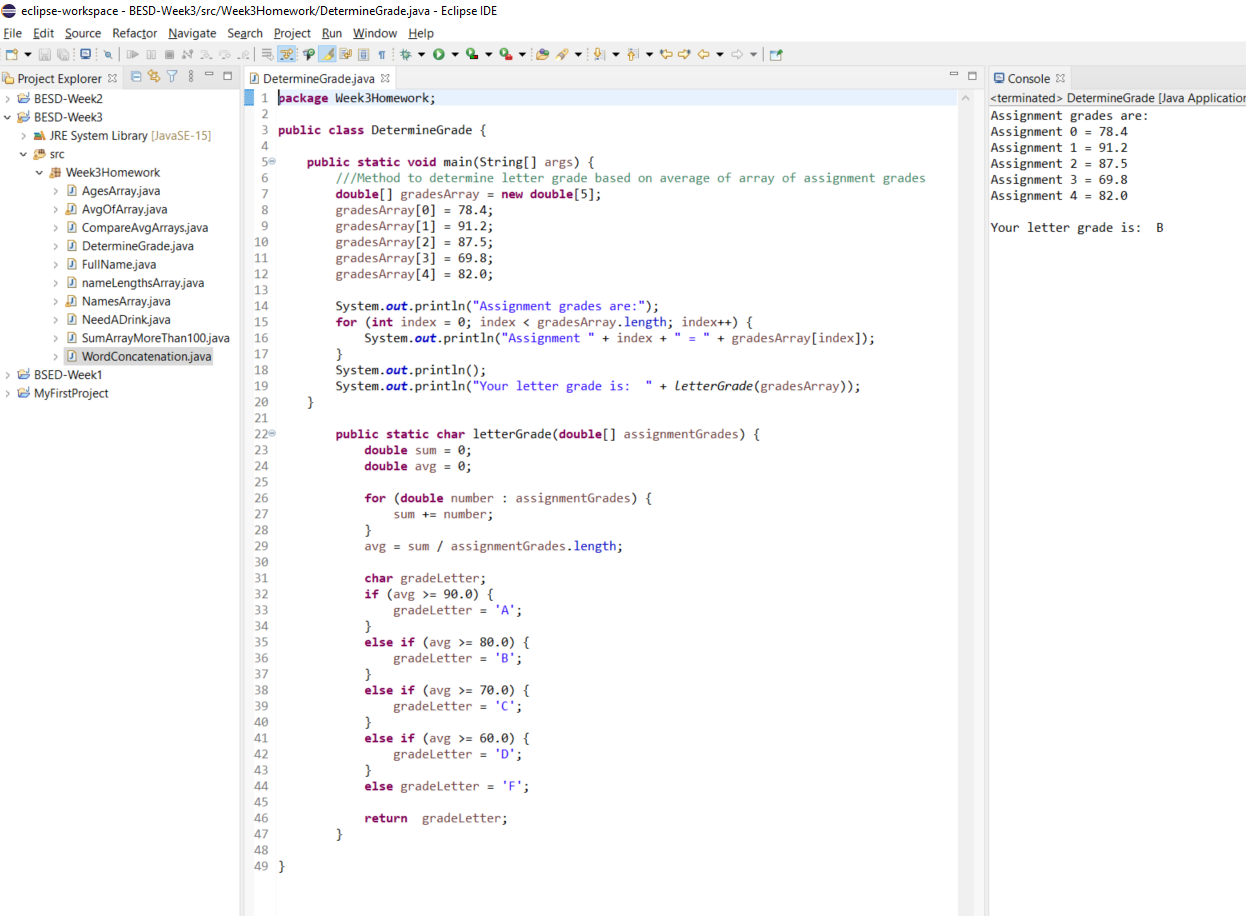 eclipse-workspace - BESD-Week3/src/Week3Homework/DetermineGrade.java - Eclipse IDE
File Edit Source Refactor Navigate Search Project Run Window Help
Project Explorer
BESD-Week2
BESD-Week3
JRE System Library [JavaSE-15]
src
Week3Homework
AgesArray.java
AvgOfArray.java
CompareAvgArrays.java
DetermineGrade.java
FullName.java
nameLengthsArray.java
NamesArray.java
NeedADrink.java
SumArrayMoreThan100.java
WordConcatenation.java
BSED-Week1
MyFirstProject
DetermineGrade.java
1 package Week3Homework;
2
3 public class DetermineGrade {
4
5     public static void main(String[] args) {
6         ///Method to determine letter grade based on average of array of assignment grades
7         double[] gradesArray = new double[5];
8         gradesArray[0] = 78.4;
9         gradesArray[1] = 91.2;
10         gradesArray[2] = 87.5;
11         gradesArray[3] = 69.8;
12         gradesArray[4] = 82.0;
13
14         System.out.println("Assignment grades are:");
15         for (int index = 0; index < gradesArray.length; index++) {
16             System.out.println("Assignment " + index + " = " + gradesArray[index]);
17         }
18         System.out.println();
19         System.out.println("Your letter grade is:  " + letterGrade(gradesArray));
20     }
21
22         public static char letterGrade(double[] assignmentGrades) {
23             double sum = 0;
24             double avg = 0;
25
26             for (double number : assignmentGrades) {
27                 sum += number;
28             }
29             avg = sum / assignmentGrades.length;
30
31             char gradeLetter;
32             if (avg >= 90.0) {
33                 gradeLetter = 'A';
34             }
35             else if (avg >= 80.0) {
36                 gradeLetter = 'B';
37             }
38             else if (avg >= 70.0) {
39                 gradeLetter = 'C';
40             }
41             else if (avg >= 60.0) {
42                 gradeLetter = 'D';
43             }
44             else gradeLetter = 'F';
45
46             return  gradeLetter;
47         }
48
49 }
Console
<terminated> DetermineGrade [Java Application
Assignment grades are:
Assignment 0 = 78.4
Assignment 1 = 91.2
Assignment 2 = 87.5
Assignment 3 = 69.8
Assignment 4 = 82.0

Your letter grade is:  B